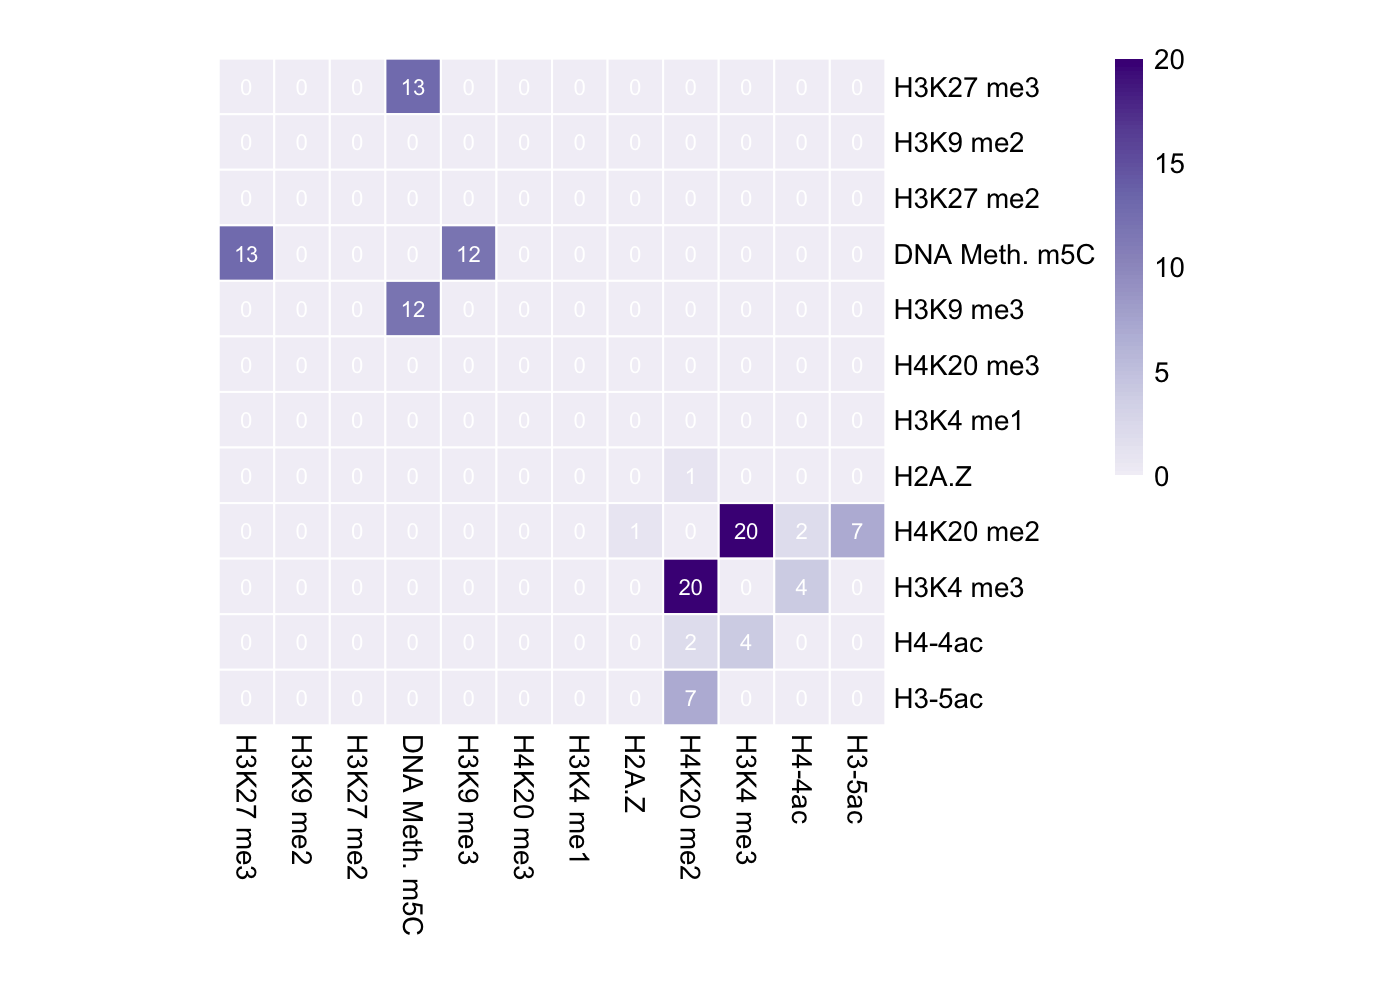 0 0 0 13 0 0 0 0 0 0 0 0 H3K27 me3
0 0 0 0 0 0 0 0 0 0 0 0 H3K9 me2
0 0 0 0 0 0 0 0 0 0 0 0 H3K27 me2
13 0 0 0 12 0 0 0 0 0 0 0 DNA Meth. m5C
0 0 0 12 0 0 0 0 0 0 0 0 H3K9 me3
0 0 0 0 0 0 0 0 0 0 0 0 H4K20 me3
0 0 0 0 0 0 0 0 0 0 0 0 H3K4 me1
0 0 0 0 0 0 0 0 1 0 0 0 H2A.Z
0 0 0 0 0 0 0 1 0 20 2 7 H4K20 me2
0 0 0 0 0 0 0 0 20 0 4 0 H3K4 me3
0 0 0 0 0 0 0 0 2 4 0 0 H4-4ac
0 0 0 0 0 0 0 0 7 0 0 0 H3-5ac
H3K27 me3
H3K9 me2
H3K27 me2
DNA Meth. m5C
H3K9 me3
H4K20 me3
H3K4 me1
H2A.Z
H4K20 me2
H3K4 me3
H4-4ac
H3-5ac
20
15
10
5
0